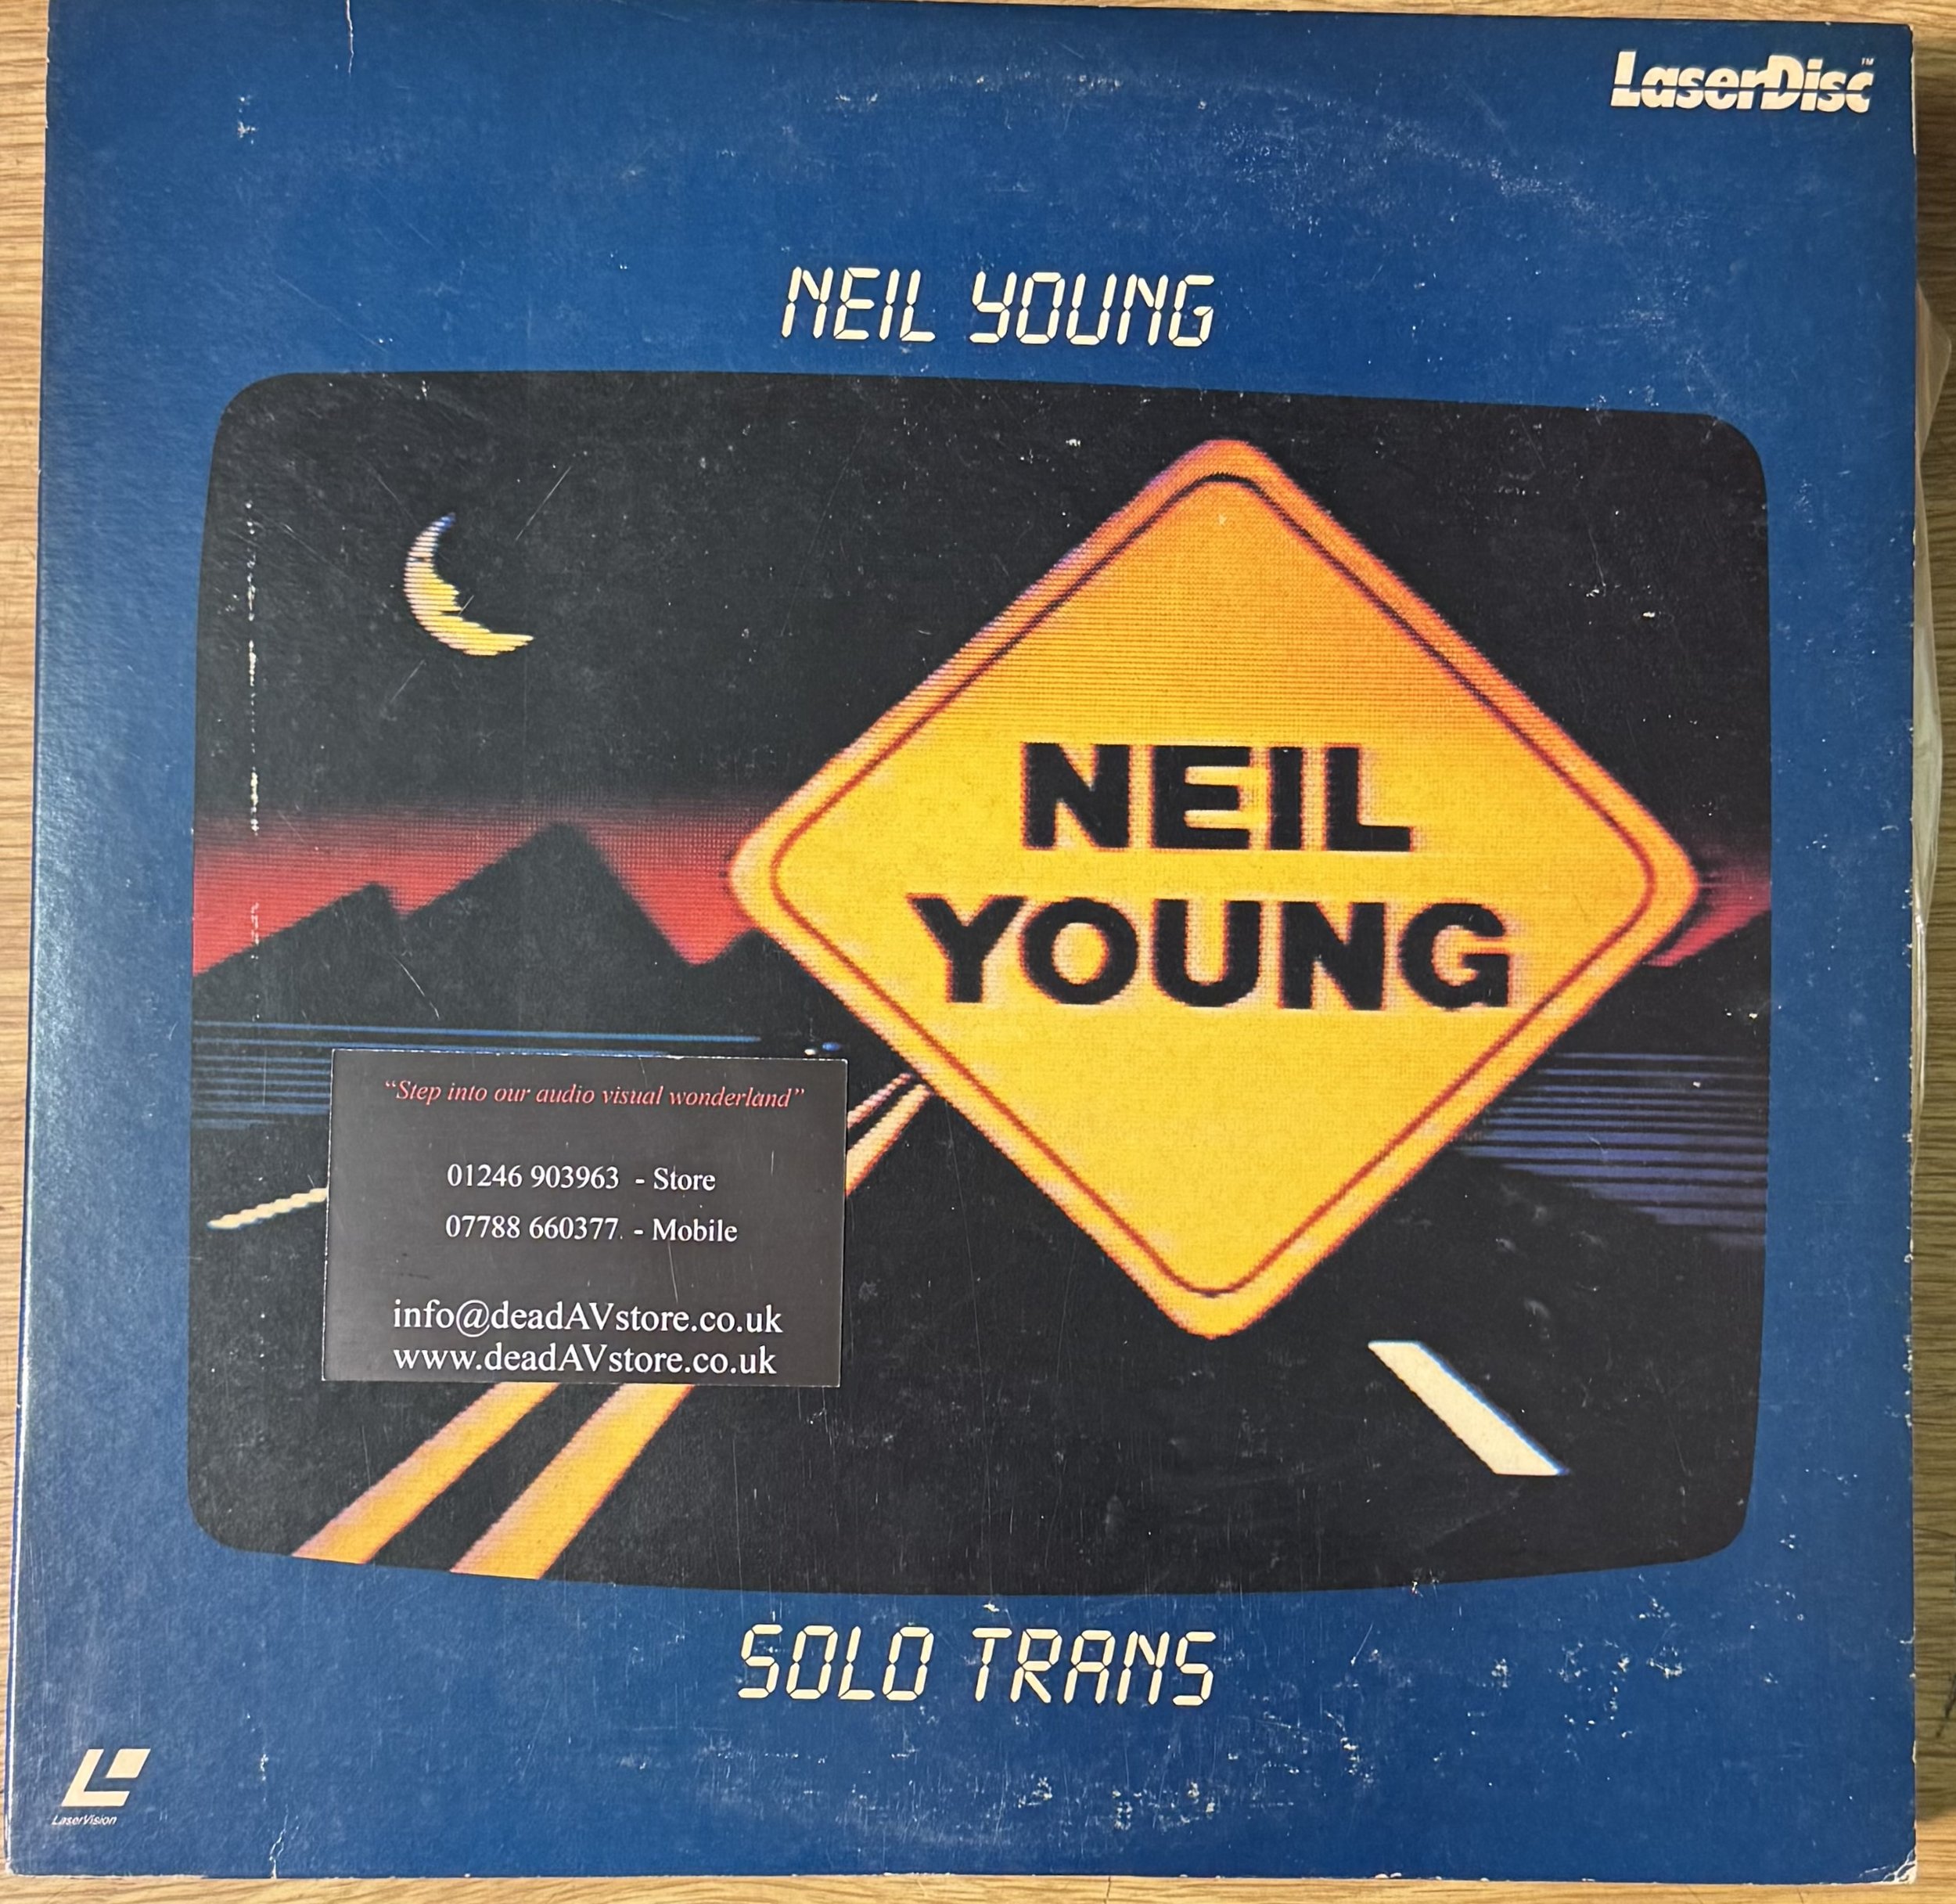 LaserDisc™
NEIL YOUNG
NEIL
YOUNG
“Step into our audio visual wonderland”
01246 903963 - Store
07788 660377. - Mobile
info@deadAVstore.co.uk
www.deadAVstore.co.uk
SOLO TRANS
LaserVision